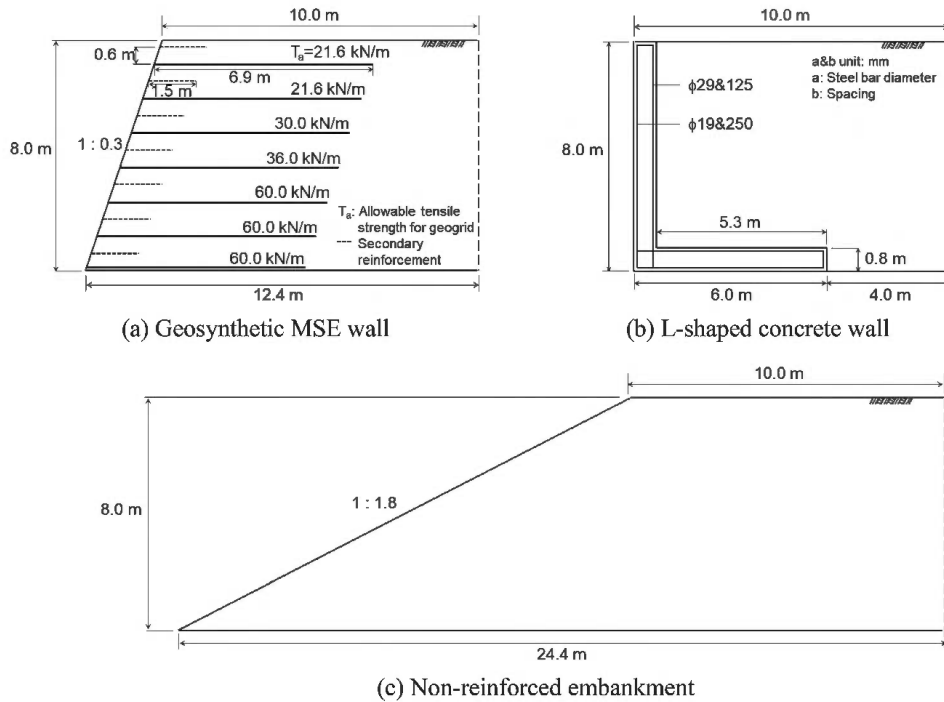 10.0 m
0.6 m
Ta=21.6 kN/m
6.9 m
1.5 m
21.6 kN/m
30.0 kN/m
8.0 m
1 : 0.3
36.0 kN/m
60.0 kN/m
Ta: Allowable tensile
strength for geogrid
---- Secondary
reinforcement
60.0 kN/m
60.0 kN/m
12.4 m
(a) Geosynthetic MSE wall
10.0 m
a&b unit: mm
a: Steel bar diameter
b: Spacing
ϕ29&125
ϕ19&250
8.0 m
5.3 m
0.8 m
6.0 m
4.0 m
(b) L-shaped concrete wall
10.0 m
8.0 m
1 : 1.8
24.4 m
(c) Non-reinforced embankment